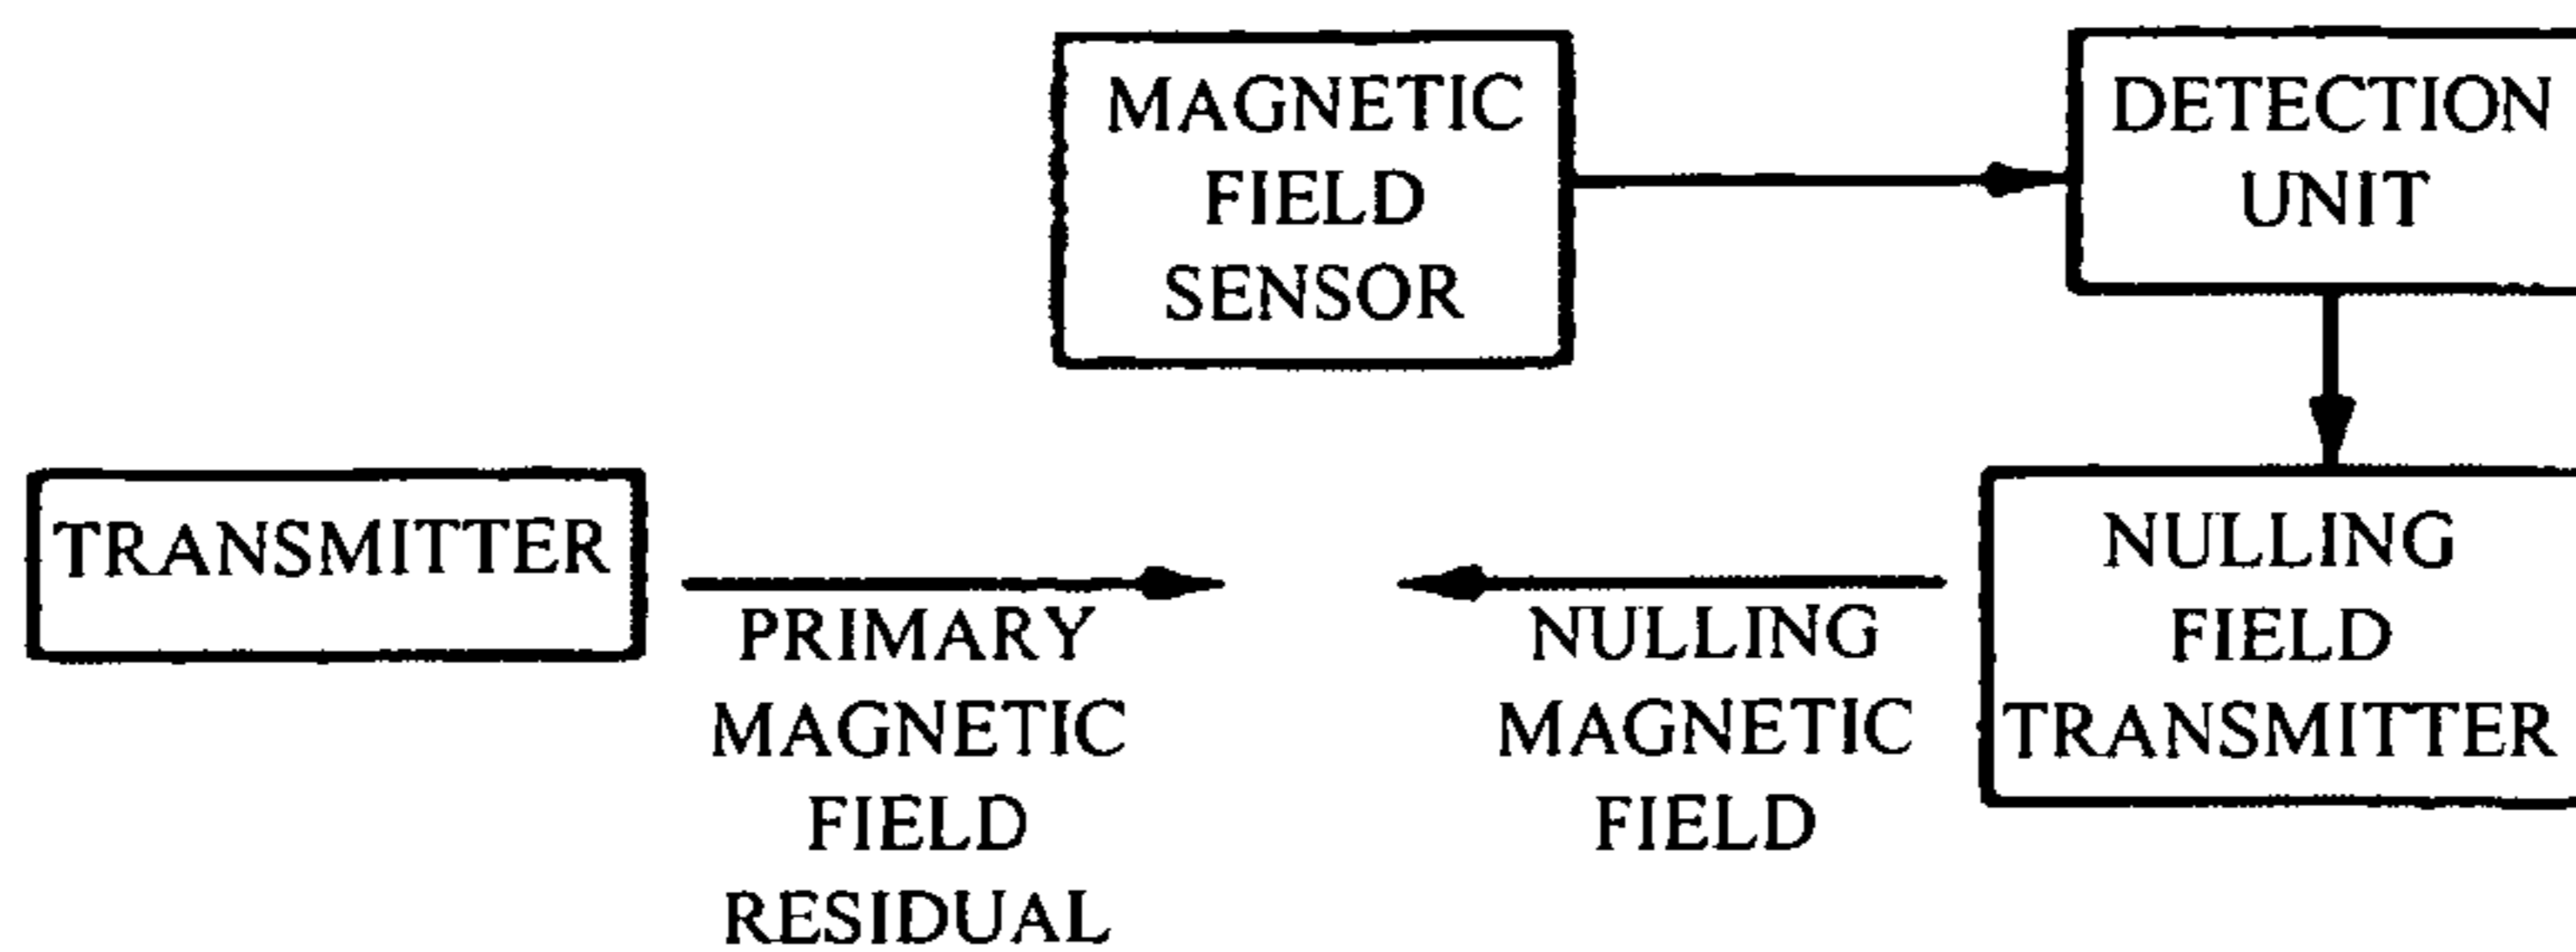 MAGNETIC
FIELD
SENSOR
DETECTION
UNIT
TRANSMITTER
PRIMARY
MAGNETIC
FIELD
RESIDUAL
NULLING
MAGNETIC
FIELD
NULLING
FIELD
TRANSMITTER